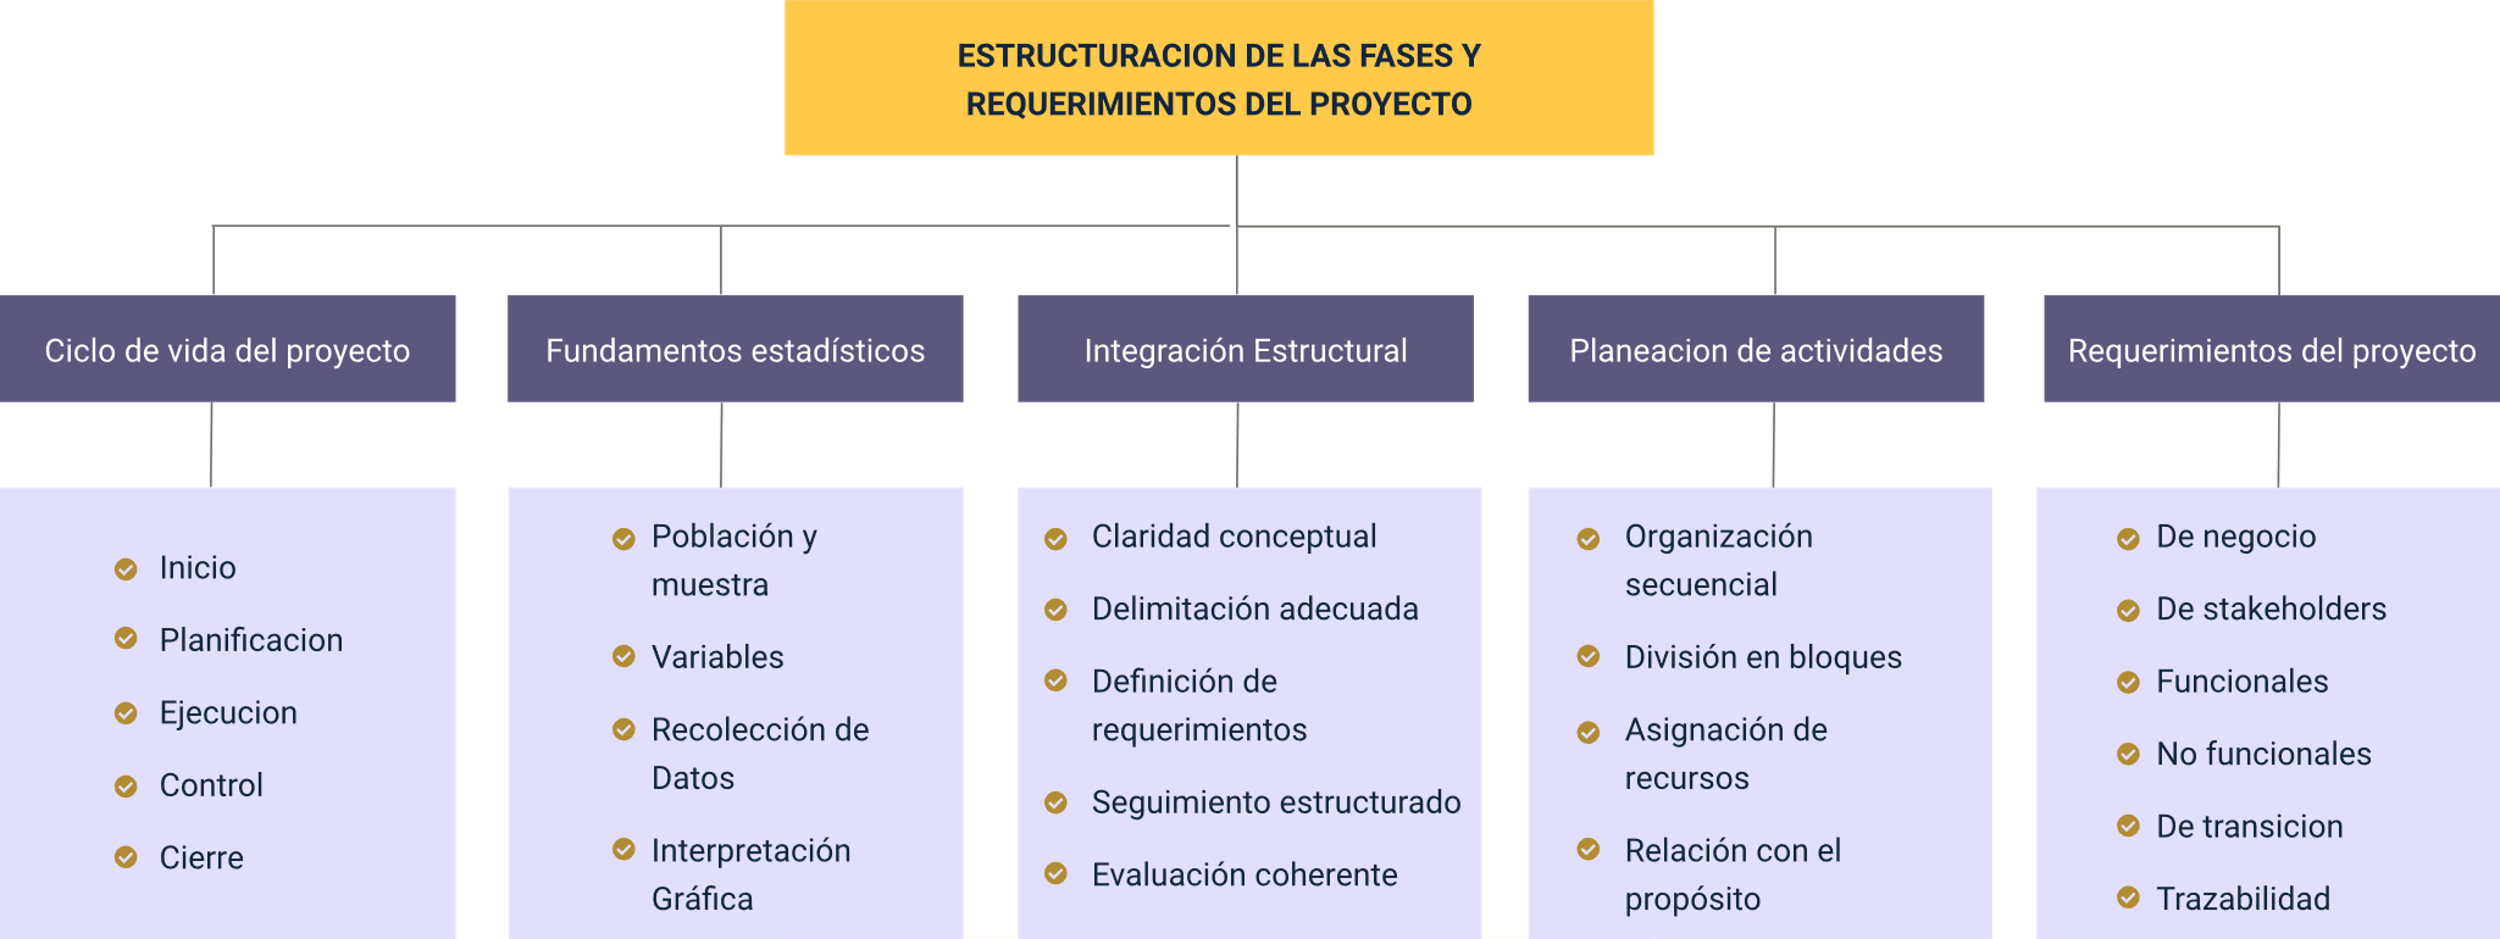 ESTRUCTURACION DE LAS FASES Y
REQUERIMIENTOS DEL PROYECTO
Ciclo de vida del proyecto
Fundamentos estadísticos
Integración Estructural
Planeacion de actividades
Requerimientos del proyecto
Inicio
Planificacion
Ejecucion
Control
Cierre
Población y
muestra
Variables
Recolección de
Datos
Interpretación
Gráfica
Claridad conceptual
Delimitación adecuada
Definición de
requerimientos
Seguimiento estructurado
Evaluación coherente
Organización
secuencial
División en bloques
Asignación de
recursos
Relación con el
propósito
De negocio
De stakeholders
Funcionales
No funcionales
De transicion
Trazabilidad